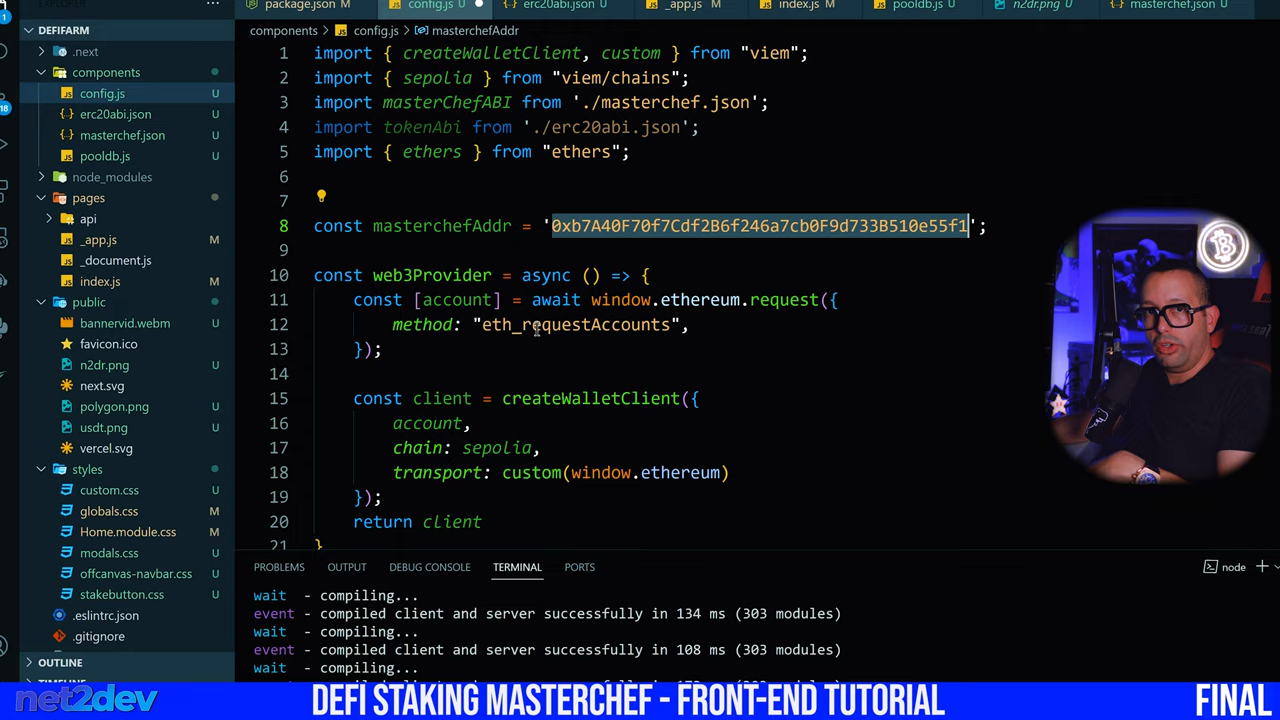 EXPLORER
...
package.json M
config.js
erc20abi.json U
_app.js M
index.js M
pooldb.js U
n2dr.png U
masterchef.json U
DEFIFARM
.next
components
config.js U
erc20abi.json U
masterchef.json U
pooldb.js U
node_modules
pages
api
_app.js M
_document.js
index.js M
public
bannervid.webm U
favicon.ico
n2dr.png U
next.svg
polygon.png U
usdt.png U
vercel.svg
styles
custom.css U
globals.css M
Home.module.css M
modals.css U
offcanvas-navbar.css U
stakebutton.css U
.eslintrc.json
.gitignore
OUTLINE
18
components > config.js > masterchefAddr
1 import { createWalletClient, custom } from "viem";
2 import { sepolia } from "viem/chains";
3 import masterChefABI from './masterchef.json';
4 import tokenAbi from './erc20abi.json';
5 import { ethers } from "ethers";
6
7
8 const masterchefAddr = '0xb7A40F70f7Cdf2B6f246a7cb0F9d733B510e55f1';
9
10 const web3Provider = async () => {
11 const [account] = await window.ethereum.request({
12 method: "eth_requestAccounts",
13 });
14
15 const client = createWalletClient({
16 account,
17 chain: sepolia,
18 transport: custom(window.ethereum)
19 });
20 return client
21 }
PROBLEMS OUTPUT DEBUG CONSOLE TERMINAL PORTS
node
wait - compiling...
event - compiled client and server successfully in 134 ms (303 modules)
wait - compiling...
event - compiled client and server successfully in 108 ms (303 modules)
wait - compiling...
net2dev DEFI STAKING MASTERCHEF - FRONT-END TUTORIAL FINAL